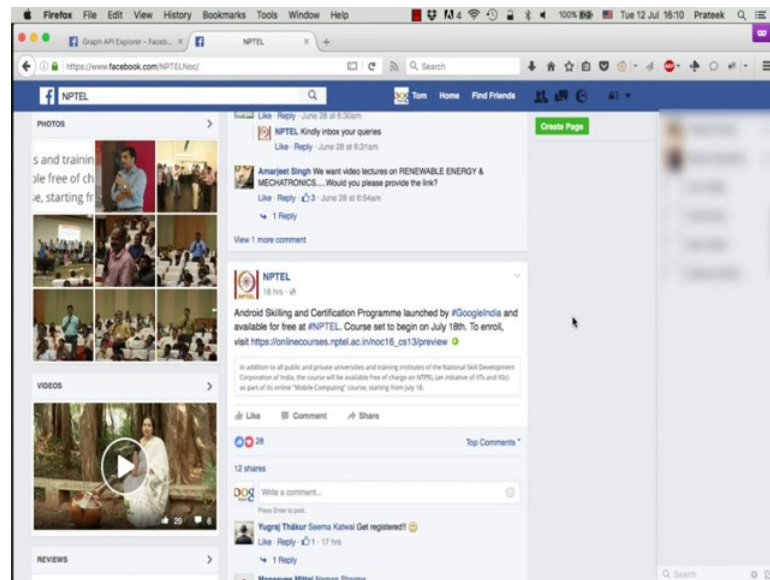 Firefox File Edit View History Bookmarks Tools Window Help 4 100% Tue 12 Jul 16:10 Prateek
Graph API Explorer - Faceb... × NPTEL × +
https://www.facebook.com/NPTELNoc/ Search
NPTEL Tom Home Find Friends
PHOTOS >
s and training
ole free of ch
e, starting fr
VIDEOS >
29 6
REVIEWS >
Like · Reply · June 28 at 6:30am
NPTEL Kindly inbox your queries
Like · Reply · June 28 at 6:31am
Amarjeet Singh We want video lectures on RENEWABLE ENERGY &
MECHATRONICS.....Would you please provide the link?
Like · Reply · 3 · June 28 at 6:54am
1 Reply
View 1 more comment
NPTEL
18 hrs ·
Android Skilling and Certification Programme launched by #GoogleIndia and
available for free at #NPTEL. Course set to begin on July 18th. To enroll,
visit https://onlinecourses.nptel.ac.in/noc16_cs13/preview
In addition to all public and private universities and training institutes of the National Skill Development
Corporation of India, the course will be available free of charge on NPTEL (an initiative of IITs and IISc)
as part of its online "Mobile Computing" course, starting from July 18.
Like Comment Share
28 Top Comments
12 shares
Write a comment...
Press Enter to post.
Yugraj Thakur Seema Katwal Get registered!!
Like · Reply · 1 · 17 hrs
1 Reply
Manasvee Mittal Naman Sharma
Create Page
Search